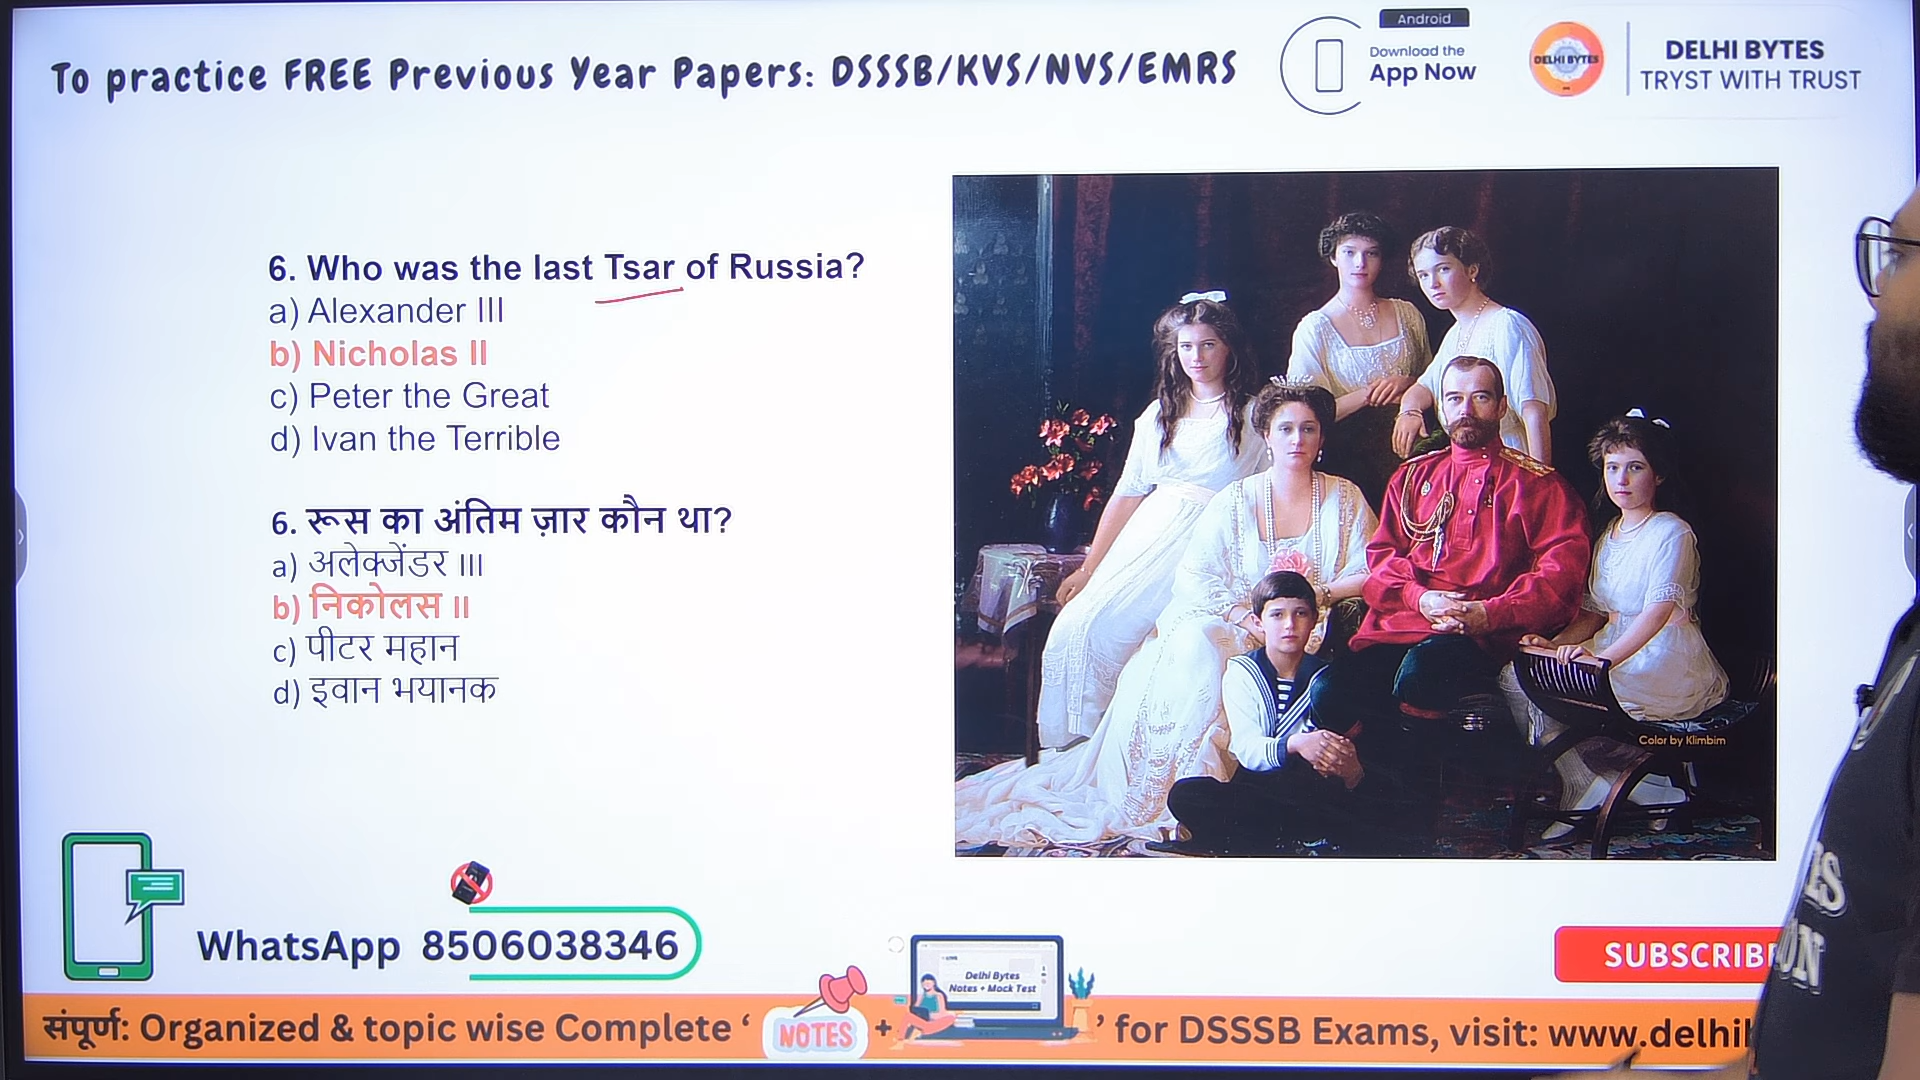 To practice FREE Previous Year Papers: DSSSB/KVS/NVS/EMRS
Android
Download the
App Now
DELHI BYTES
DELHI BYTES
TRYST WITH TRUST
6. Who was the last Tsar of Russia?
a) Alexander III
b) Nicholas II
c) Peter the Great
d) Ivan the Terrible
6. रूस का अंतिम ज़ार कौन था?
a) अलेक्जेंडर III
b) निकोलस II
c) पीटर महान
d) इवान भयानक
Color by Klimbim
WhatsApp 8506038346
Delhi Bytes
Notes + Mock Test
SUBSCRIBE
संपूर्ण: Organized & topic wise Complete ‘ NOTES + ’ for DSSSB Exams, visit: www.delhi